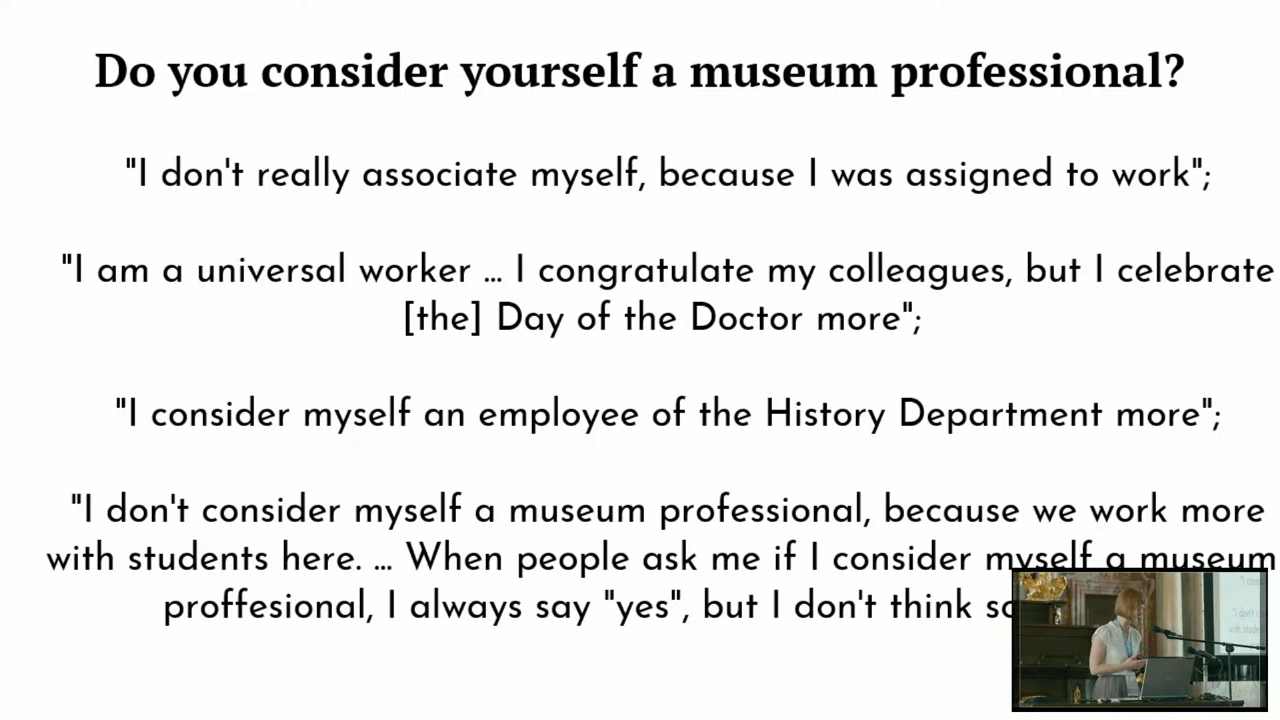 Do you consider yourself a museum professional?
"I don't really associate myself, because I was assigned to work";
"I am a universal worker ... I congratulate my colleagues, but I celebrate
[the] Day of the Doctor more";
"I consider myself an employee of the History Department more";
"I don't consider myself a museum professional, because we work more
with students here. ... When people ask me if I consider myself a museum
proffesional, I always say "yes", but I don't think